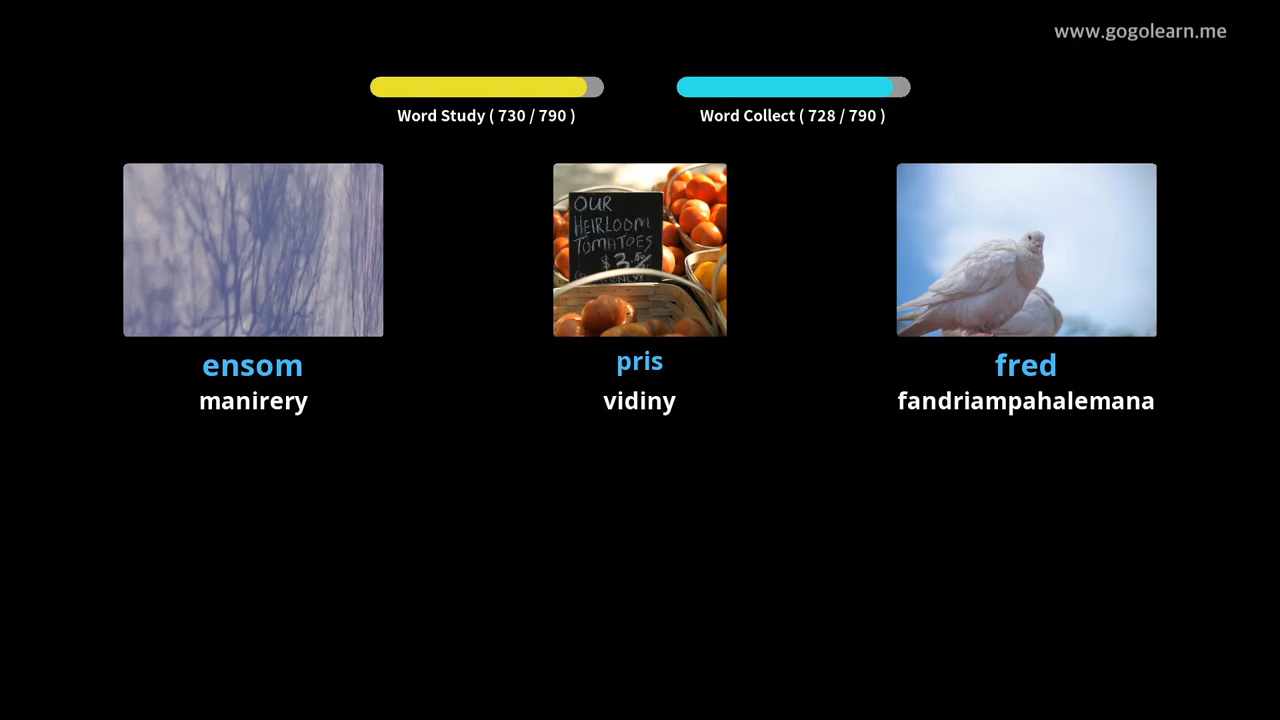 www.gogolearn.me
Word Study ( 730 / 790 )
Word Collect ( 728 / 790 )
OUR
HEIRLOOM
TOMATOES
ensom
pris
fred
manirery
vidiny
fandriampahalemana